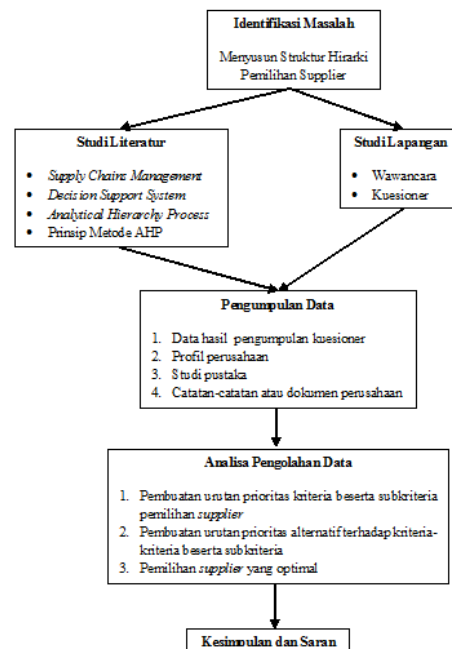 Identifikasi Masalah
Menyusun Struktur Hirarki
Pemilihan Supplier
Studi Literatur
• Supply Chains Management
• Decision Support System
• Analytical Hierarchy Process
• Prinsip Metode AHP
Studi Lapangan
• Wawancara
• Kuesioner
Pengumpulan Data
1. Data hasil pengumpulan kuesioner
2. Profil perusahaan
3. Studi pustaka
4. Catatan-catatan atau dokumen perusahaan
Analisa Pengolahan Data
1. Pembuatan urutan prioritas kriteria beserta subkriteria
pemilihan supplier
2. Pembuatan urutan prioritas alternatif terhadap kriteria-
kriteria beserta subkriteria
3. Pemilihan supplier yang optimal
Kesimpulan dan Saran